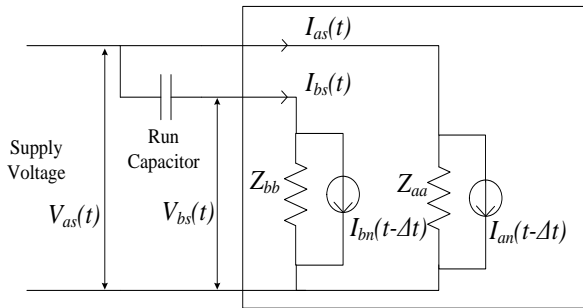 I_as(t)
I_bs(t)
Run
Capacitor
Supply
Voltage
V_as(t)
V_bs(t)
Z_bb
Z_aa
I_bn(t-Δt)
I_an(t-Δt)